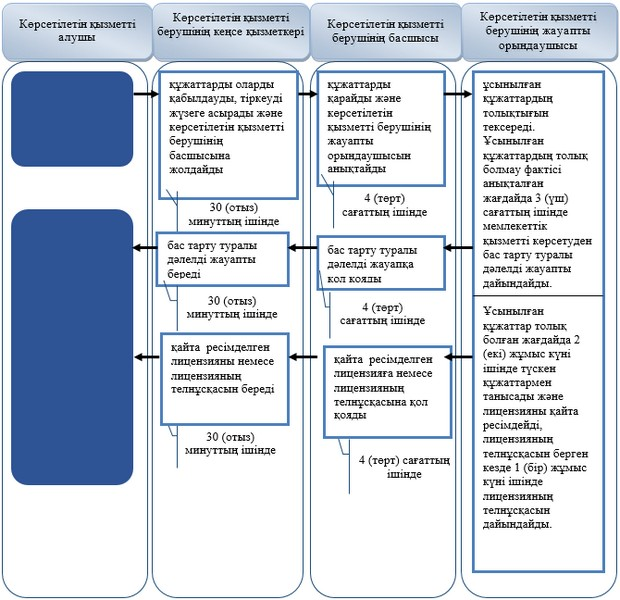 Көрсетілетін қызметті
алушы
Көрсетілетін қызметті
берушінің кеңсе қызметкері
Көрсетілетін қызметті
берушінің басшысы
Көрсетілетін қызметті
берушінің жауапты
орындаушысы
құжаттарды оларды
қабылдауды, тіркеуді
жүзеге асырады және
көрсетілетін қызметті
берушінің
басшысына
жолдайды
30 (отыз)
минуттың ішінде
құжаттарды
қарайды және
көрсетілетін
қызметті берушінің
жауапты
орындаушысын
анықтайды
4 (төрт)
сағаттың ішінде
ұсынылған
құжаттардың
толықтығын
тексереді.
Ұсынылған
құжаттардың толық
болмау фактісі
анықталған
жағдайда 3 (үш)
сағаттың ішінде
мемлекеттік
қызметті көрсетуден
бас тарту туралы
дәлелді жауапты
дайындайды.
бас тарту туралы
дәлелді жауапқа
қол қояды
4 (төрт)
сағаттың ішінде
бас тарту туралы
дәлелді жауапты
береді
30 (отыз)
минуттың ішінде
Ұсынылған
құжаттар толық
болған жағдайда 2
(екі) жұмыс күні
ішінде түскен
құжаттармен
танысады және
лицензияны қайта
ресімдейді,
лицензияның
телнұсқасын берген
кезде 1 (бір) жұмыс
күні ішінде
лицензияның
телнұсқасын
дайындайды.
қайта ресімделген
лицензияға немесе
лицензияның
телнұсқасына қол
қояды
4 (төрт) сағаттың
ішінде
қайта ресімделген
лицензияны немесе
лицензияның
телнұсқасын береді
30 (отыз)
минуттың ішінде